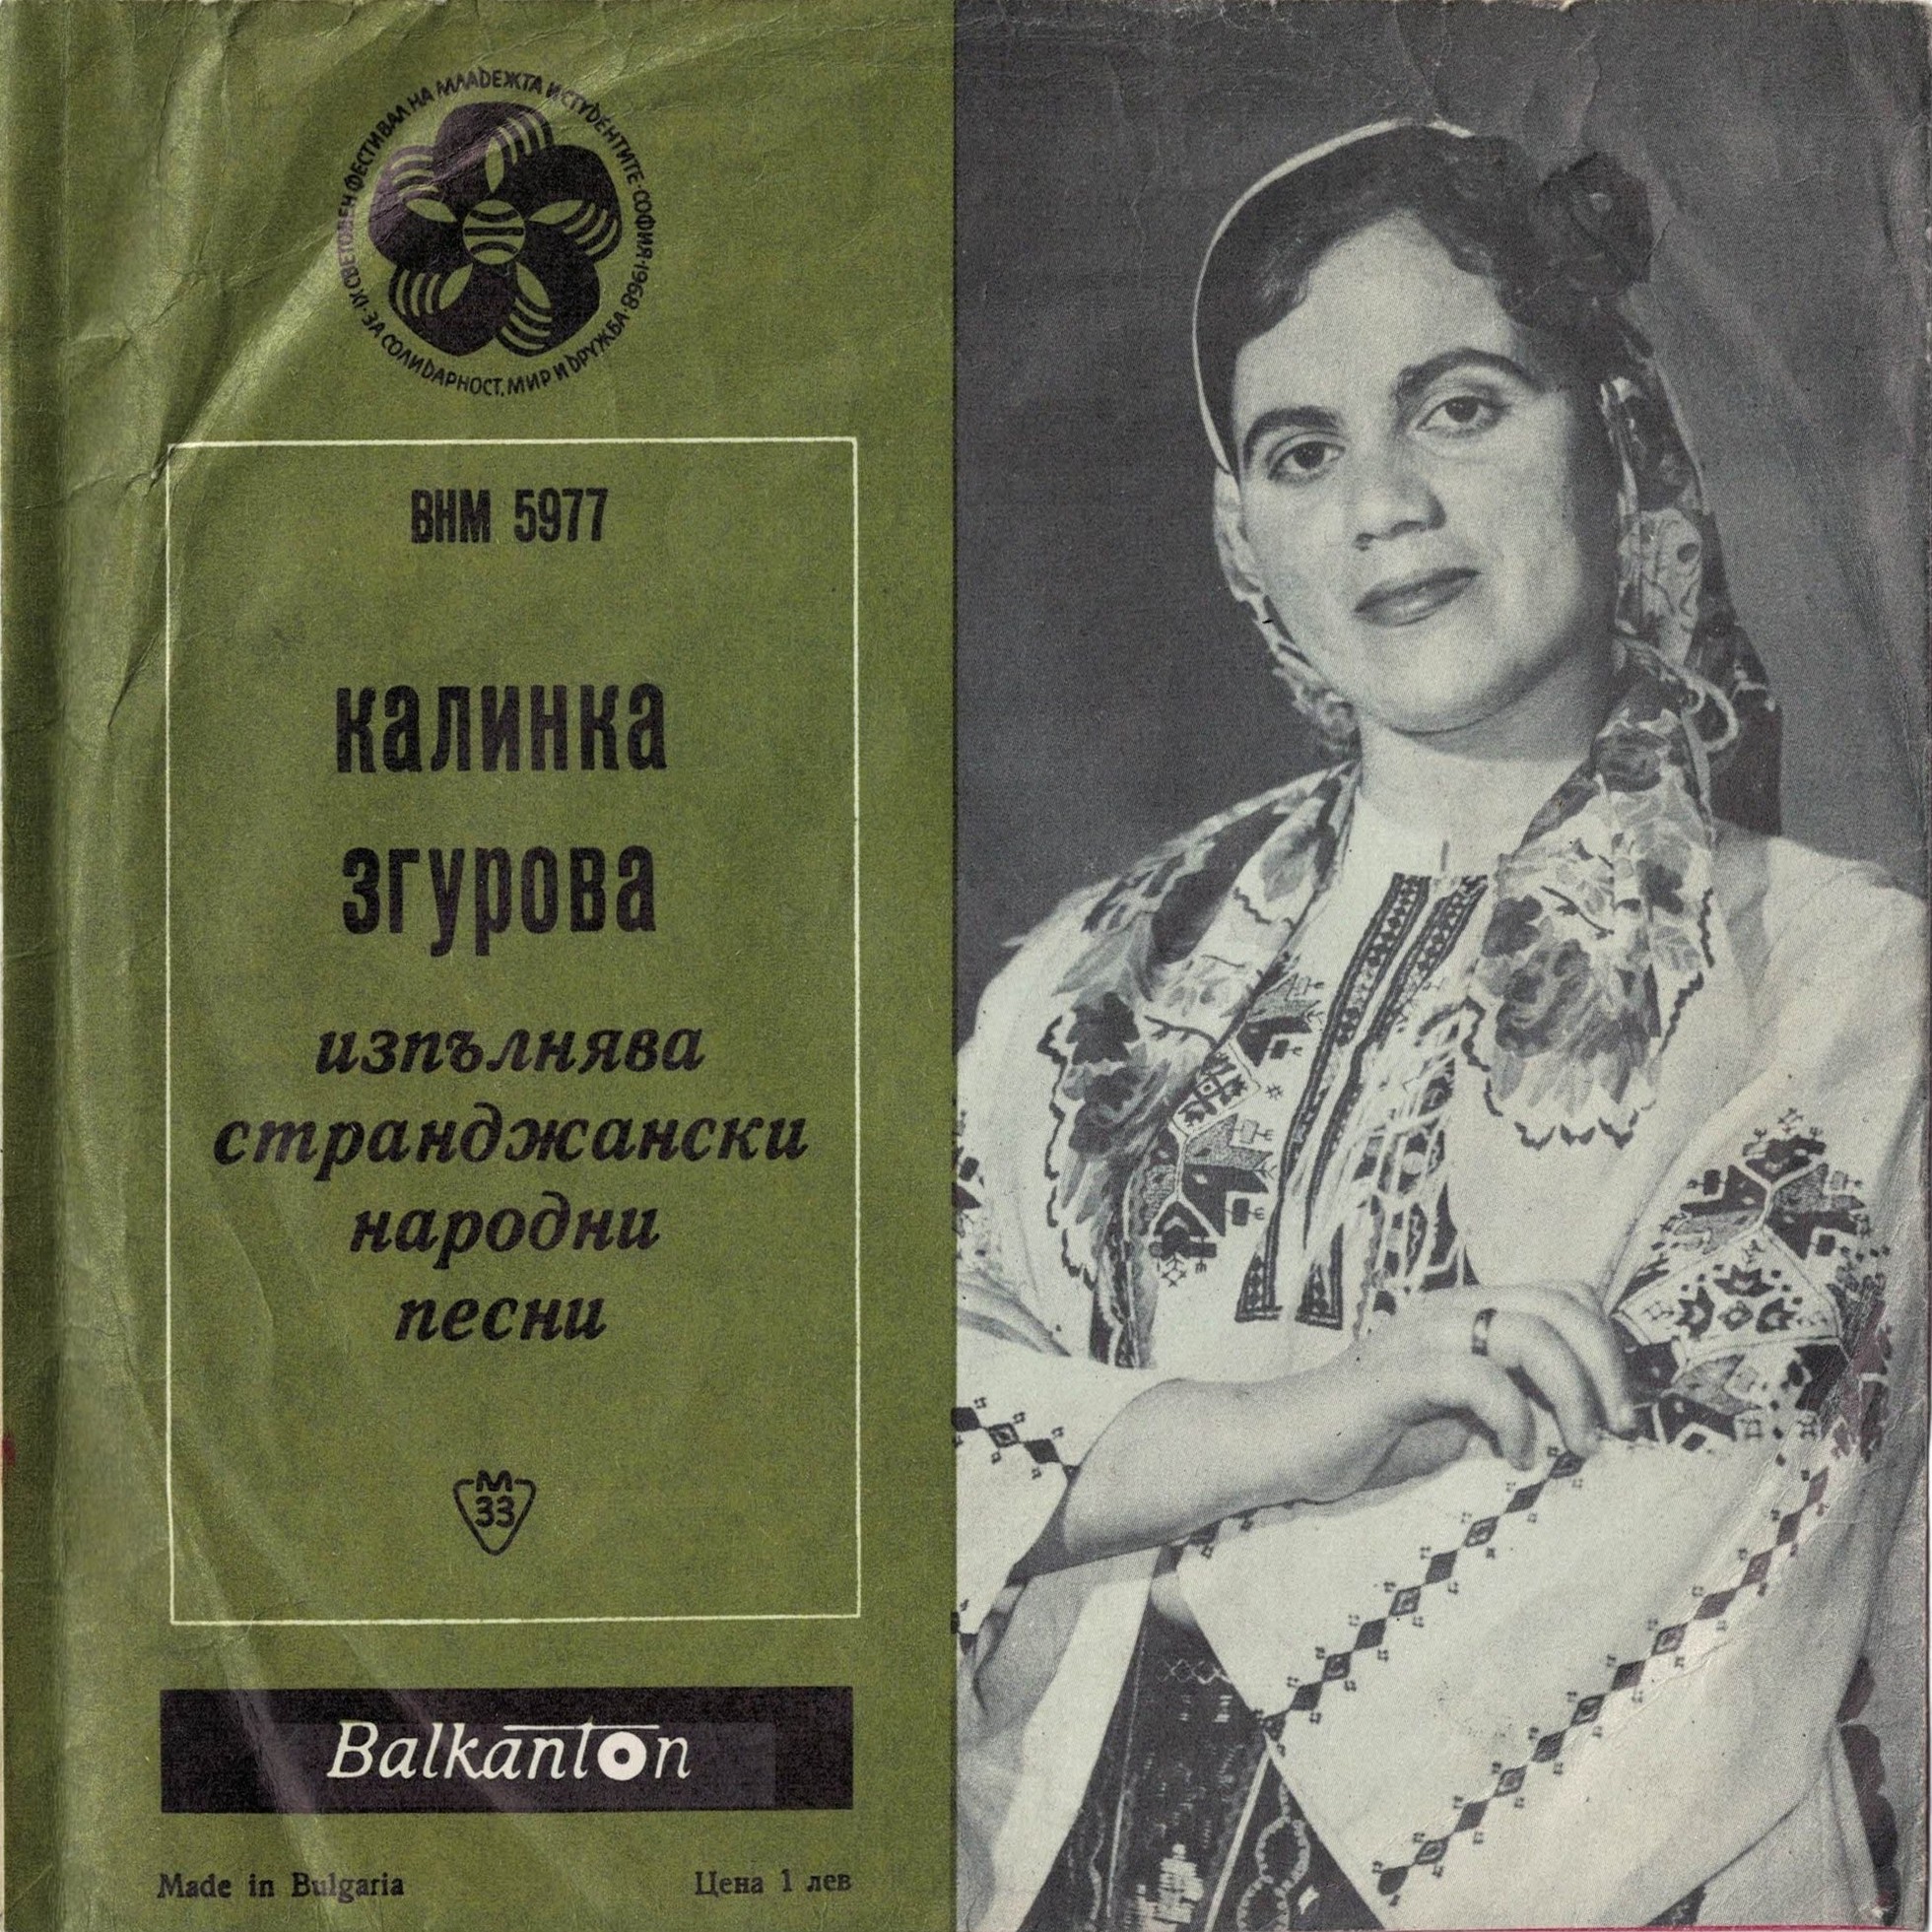 IX СВЕТОВЕН ФЕСТИВАЛ НА МЛАДЕЖТА И СТУДЕНТИТЕ · СОФИЯ · 1968 · ЗА СОЛИДАРНОСТ, МИР И ДРУЖБА ·
ВНМ 5977
КАЛИНКА
ЗГУРОВА
изпълнява
странджански
народни
песни
М
33
Balkanton
Made in Bulgaria
Цена 1 лев